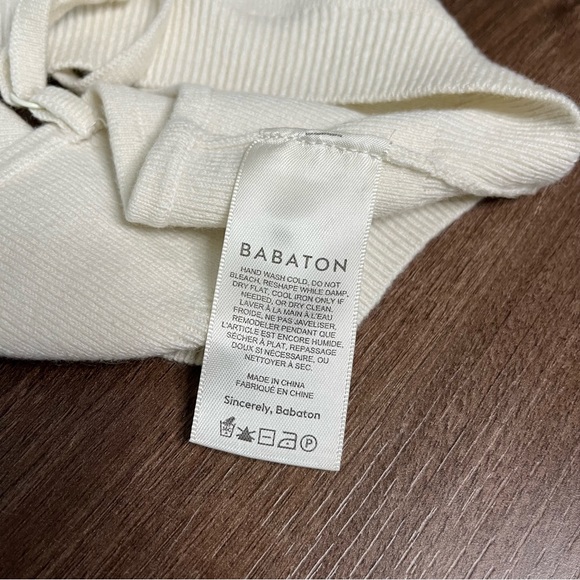 BABATON
HAND WASH COLD, DO NOT
BLEACH. RESHAPE WHILE DAMP,
DRY FLAT, COOL IRON ONLY IF
NEEDED, OR DRY CLEAN.
LAVER À LA MAIN À L'EAU
FROIDE, NE PAS JAVELISER,
REMODELER PENDANT QUE
L'ARTICLE EST ENCORE HUMIDE.
SÉCHER À PLAT, REPASSAGE
DOUX SI NÉCESSAIRE, OU
NETTOYER À SEC.
MADE IN CHINA
FABRIQUÉ EN CHINE
Sincerely, Babaton
P